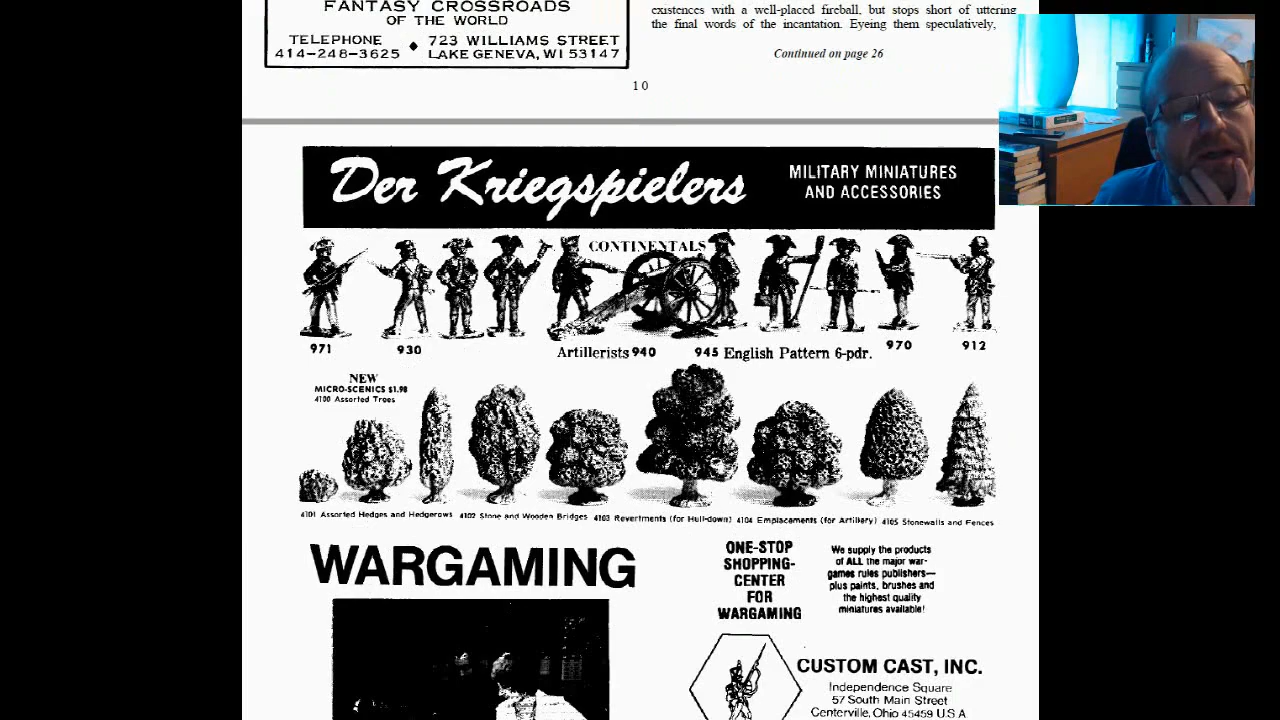 FANTASY CROSSROADS
OF THE WORLD
TELEPHONE
414-248-3625 ♦ 723 WILLIAMS STREET
LAKE GENEVA, WI 53147
existences with a well-placed fireball, but stops short of uttering
the final words of the incantation. Eyeing them speculatively,
Continued on page 26
10
Der Kriegspielers
MILITARY MINIATURES
AND ACCESSORIES
CONTINENTALS
971
930
Artillerists 940
945 English Pattern 6-pdr.
970
912
NEW
MICRO-SCENICS $1.98
4100 Assorted Trees
4101 Assorted Hedges and Hedgerows 4102 Stone and Wooden Bridges 4103 Revertments (for Hull-down) 4104 Emplacements (for Artillery) 4105 Stonewalls and Fences
WARGAMING
ONE-STOP
SHOPPING-
CENTER
FOR
WARGAMING
We supply the products
of ALL the major war-
games rules publishers—
plus paints, brushes and
the highest quality
miniatures available!
CUSTOM CAST, INC.
Independence Square
57 South Main Street
Centerville, Ohio 45459 U.S.A.